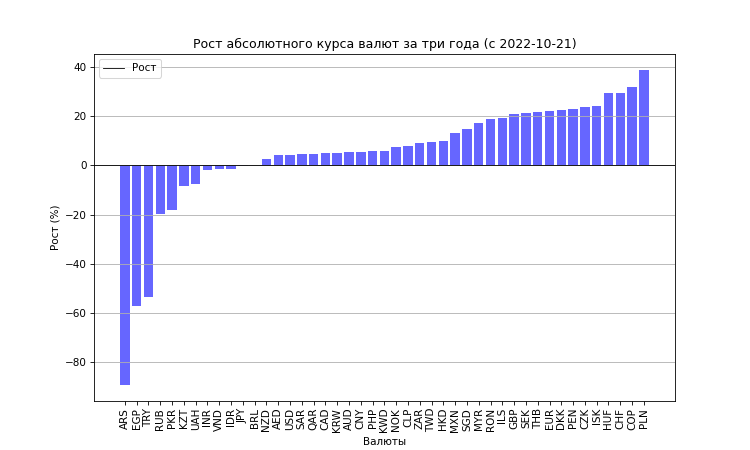 Рост абсолютного курса валют за три года (с 2022-10-21)
Рост
40
20
0
−20
−40
−60
−80
Рост (%)
ARS EGP TRY RUB PKR KZT UAH INR VND IDR JPY BRL NZD AED USD SAR QAR CAD KRW AUD CNY PHP KWD NOK CLP ZAR TWD HKD MXN SGD MYR RON ILS GBP SEK THB EUR DKK PEN CZK ISK HUF CHF COP PLN
Валюты